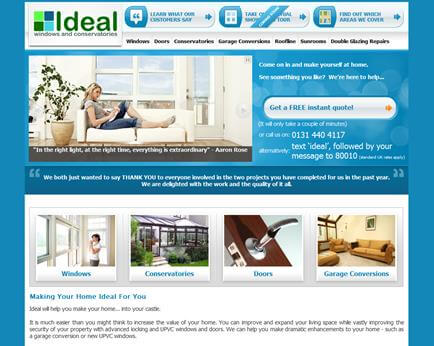 Ideal
windows and conservatories
LEARN WHAT OUR
CUSTOMERS SAY
TAKE OUR
TOUR
FIND OUT WHICH
AREAS WE COVER
Windows Doors Conservatories Garage Conversions Roofline Sunrooms Double Glazing Repairs
Come on in and make yourself at home,
See something you like? We're here to help...
Get a FREE instant quote!
(It will only take a couple of minutes)
or call us on: 0131 440 4117
alternatively: text 'ideal', followed by your
message to 80010 (standard UK rates apply)
"In the right light, at the right time, everything is extraordinary" - Aaron Rose
We both just wanted to say THANK YOU to everyone involved in the two projects you have completed for us in the past year.
We are delighted with the work and the quality of it all.
Windows
Conservatories
Doors
Garage Conversions
Making Your Home Ideal For You
Ideal will help you make your home... into your castle.
It is much easier than you might think to increase the value of your home. You can improve and expand your living space while vastly improving the
security of your property with advanced locking and UPVC windows and doors. We can help you make dramatic enhancements to your home - such as
a garage conversion or new UPVC windows.